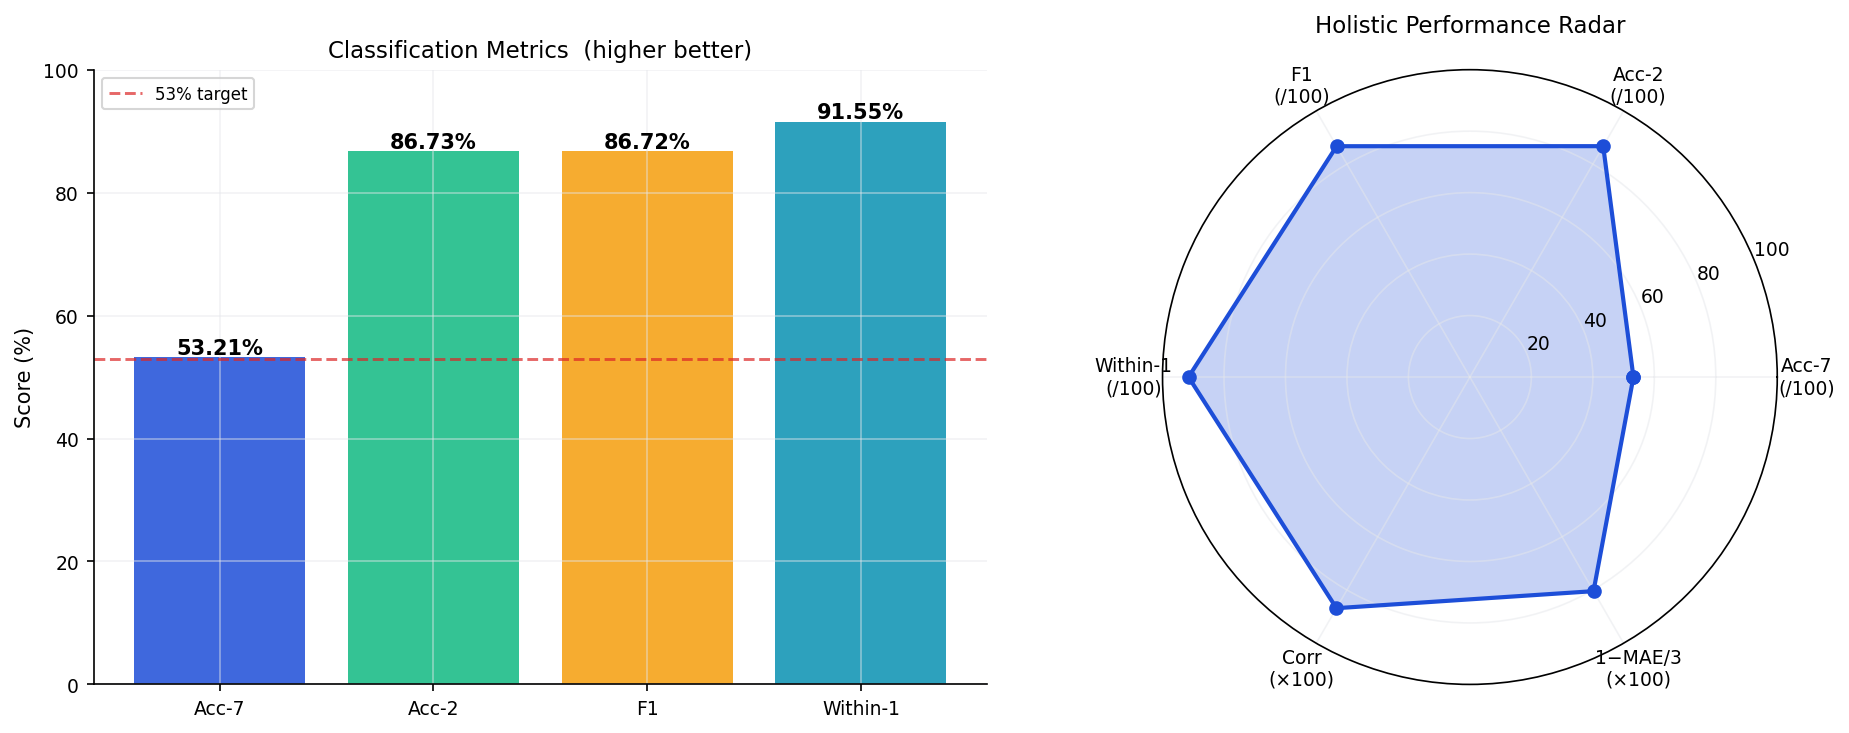 Classification Metrics  (higher better)
53% target
Score (%)
100
80
60
40
20
0
53.21%
86.73%
86.72%
91.55%
Acc-7
Acc-2
F1
Within-1
Holistic Performance Radar
F1
(/100)
Acc-2
(/100)
Within-1
(/100)
Acc-7
(/100)
Corr
(×100)
1−MAE/3
(×100)
20
40
60
80
100